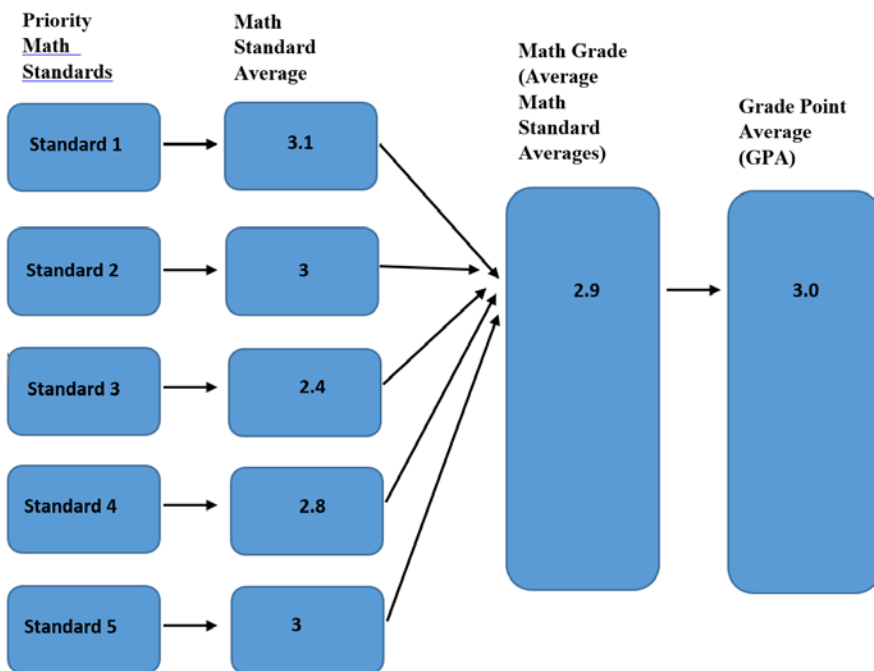 Priority
Math
Standards
Math
Standard
Average
Math Grade
(Average
Math
Standard
Averages)
Grade Point
Average
(GPA)
Standard 1
3.1
Standard 2
3
Standard 3
2.4
Standard 4
2.8
Standard 5
3
2.9
3.0